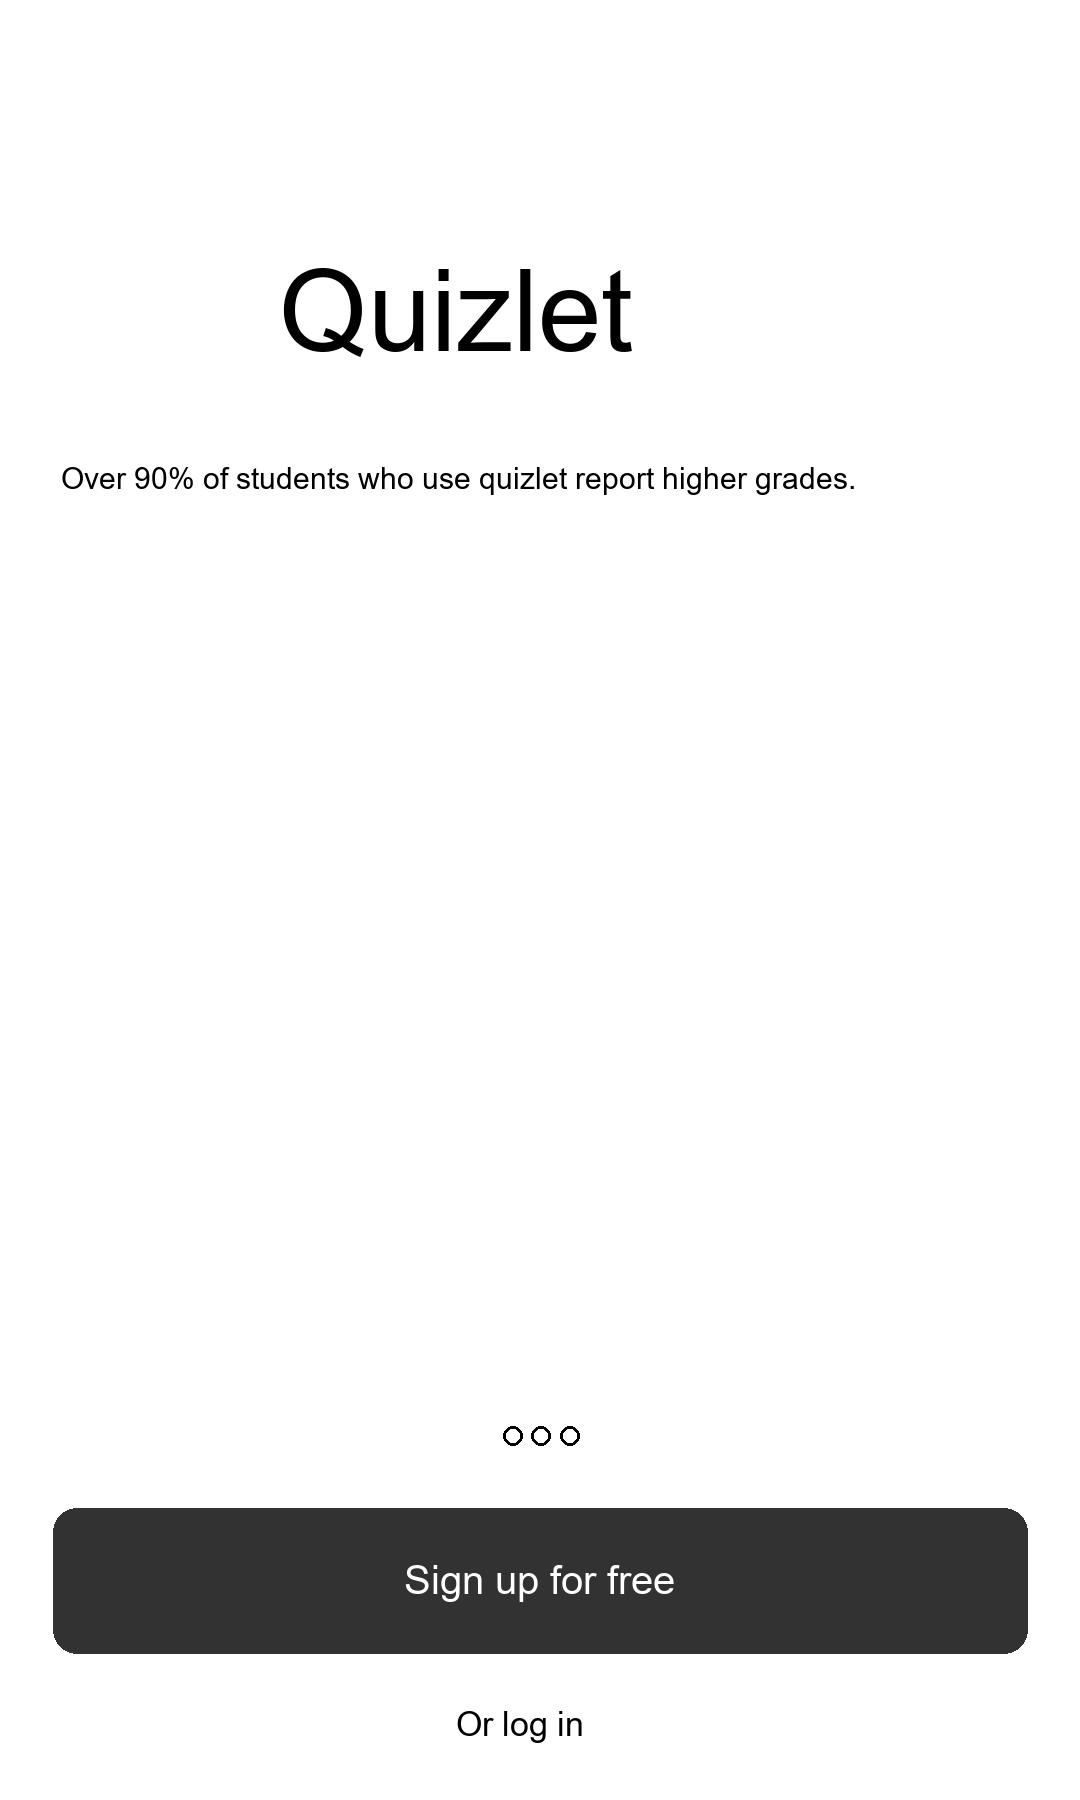 Quizlet
Over 90% of students who use quizlet report higher grades.
Sign up for free
Or log in